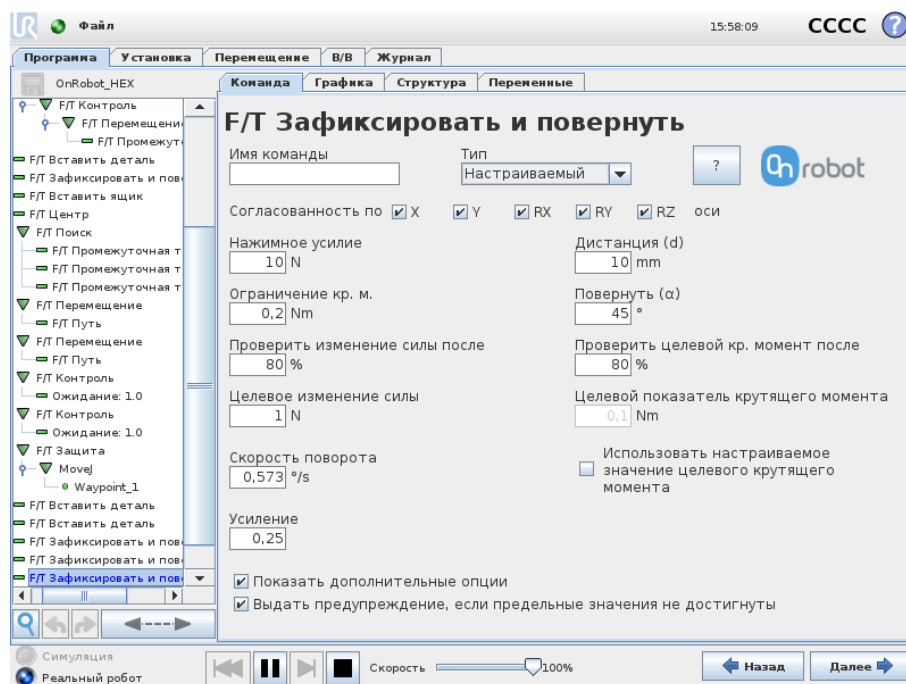 Файл
15:58:09
CCCC
?
Программа
Установка
Перемещение
В/В
Журнал
OnRobot_HEX
Команда
Графика
Структура
Переменные
F/T Контроль
F/T Перемещени
F/T Промежут
F/T Вставить деталь
F/T Зафиксировать и пов
F/T Вставить ящик
F/T Центр
F/T Поиск
F/T Промежуточная т
F/T Промежуточная т
F/T Промежуточная т
F/T Перемещение
F/T Путь
F/T Перемещение
F/T Путь
F/T Контроль
Ожидание: 1.0
F/T Контроль
Ожидание: 1.0
F/T Защита
MoveJ
Waypoint_1
F/T Вставить деталь
F/T Вставить деталь
F/T Зафиксировать и пов
F/T Зафиксировать и пов
F/T Зафиксировать и пов
F/T Зафиксировать и повернуть
Имя команды
Тип
Настраиваемый
?
On robot
Согласованность по X Y RX RY RZ оси
Нажимное усилие
10 N
Дистанция (d)
10 mm
Ограничение кр. м.
0,2 Nm
Повернуть (α)
45 °
Проверить изменение силы после
80 %
Проверить целевой кр. момент после
80 %
Целевое изменение силы
1 N
Целевой показатель крутящего момента
0,1 Nm
Скорость поворота
0,573 °/s
Использовать настраиваемое
значение целевого крутящего
момента
Усиление
0,25
Показать дополнительные опции
Выдать предупреждение, если предельные значения не достигнуты
Симуляция
Реальный робот
Скорость
100%
Назад
Далее